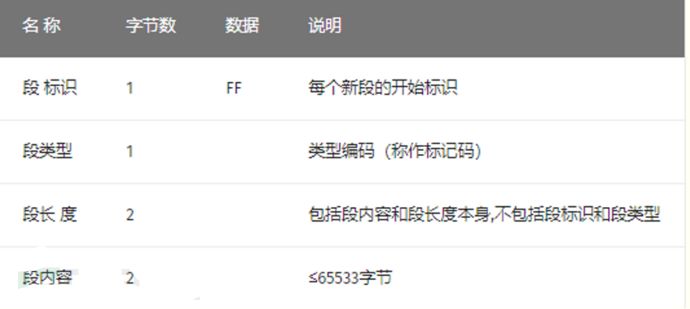 名 称 字节数 数据 说明
段 标识 1 FF 每个新段的开始标识
段类型 1 类型编码（称作标记码）
段长 度 2 包括段内容和段长度本身,不包括段标识和段类型
段内容 2 ≤65533字节